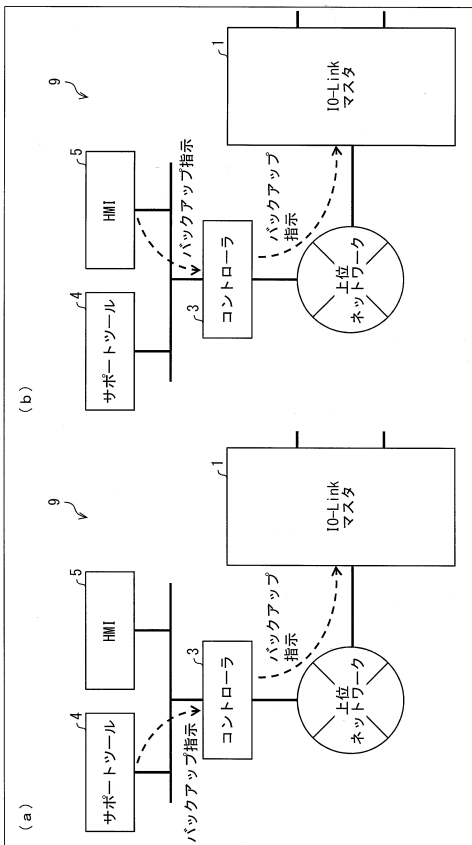 (a)
9
4
サポートツール
5
HMI
バックアップ指示
3
コントローラ
バックアップ
指示
上位
ネットワーク
1
IO-Link
マスタ
(b)
9
4
サポートツール
5
HMI
バックアップ指示
3
コントローラ
バックアップ
指示
上位
ネットワーク
1
IO-Link
マスタ